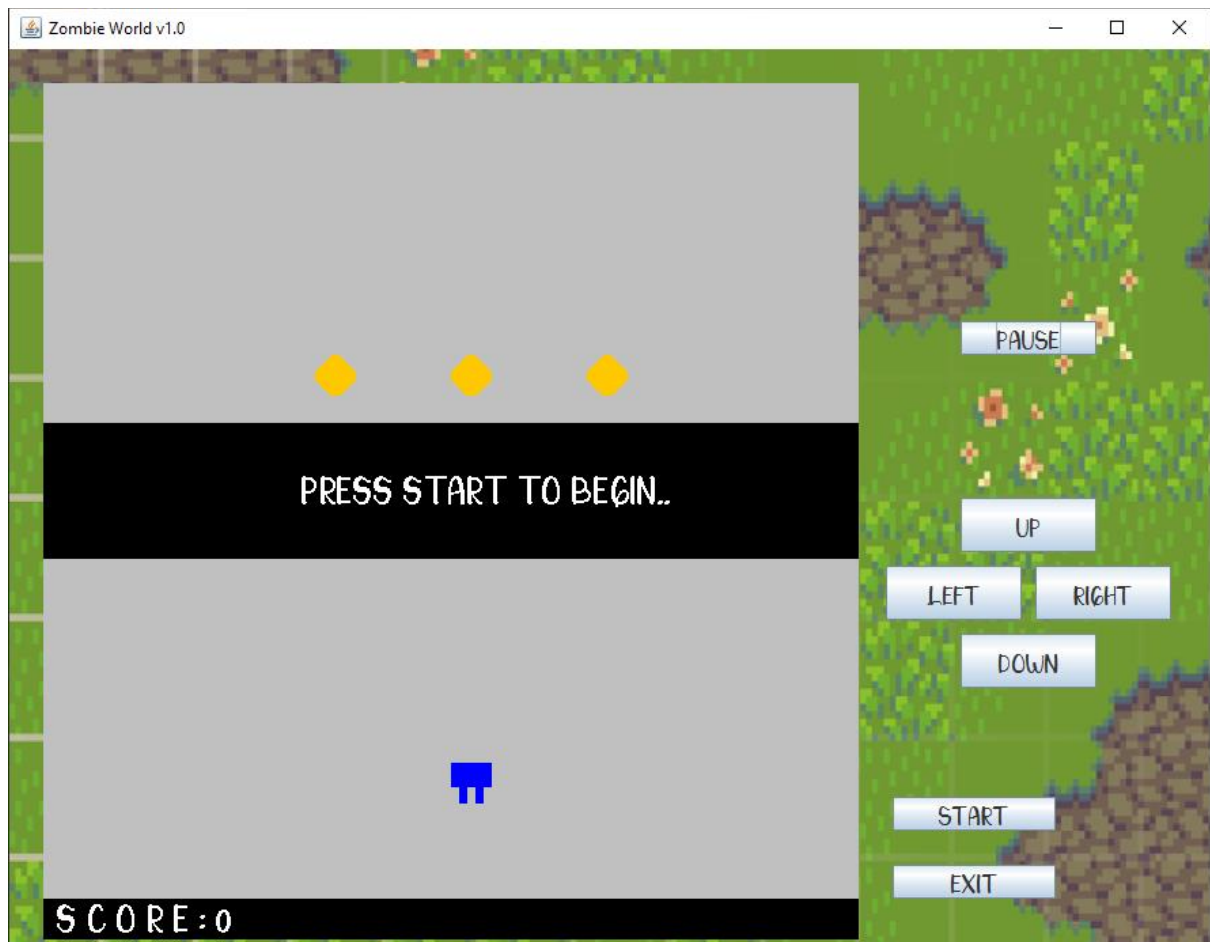 Zombie World v1.0
PAUSE
PRESS START TO BEGIN..
UP
LEFT RIGHT
DOWN
START
EXIT
SCORE:0